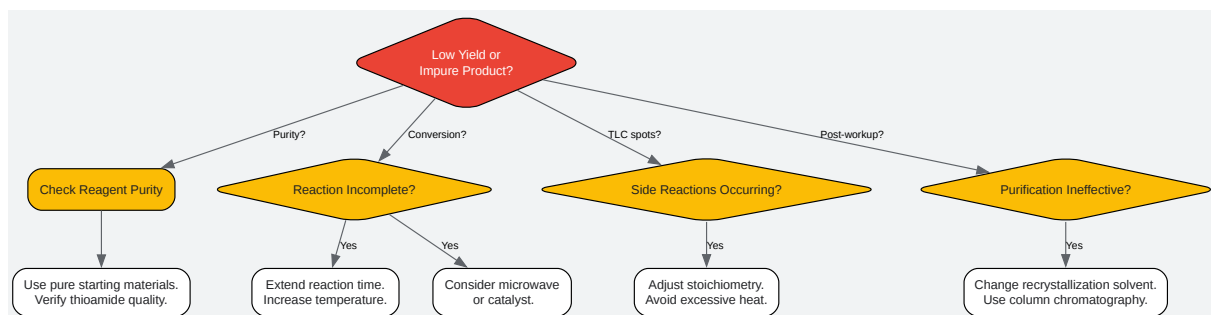 Low Yield or
Impure Product?
Purity?
Conversion?
TLC spots?
Post-workup?
Check Reagent Purity
Reaction Incomplete?
Side Reactions Occurring?
Purification Ineffective?
Yes
Yes
Yes
Yes
Use pure starting materials.
Verify thioamide quality.
Extend reaction time.
Increase temperature.
Consider microwave
or catalyst.
Adjust stoichiometry.
Avoid excessive heat.
Change recrystallization solvent.
Use column chromatography.